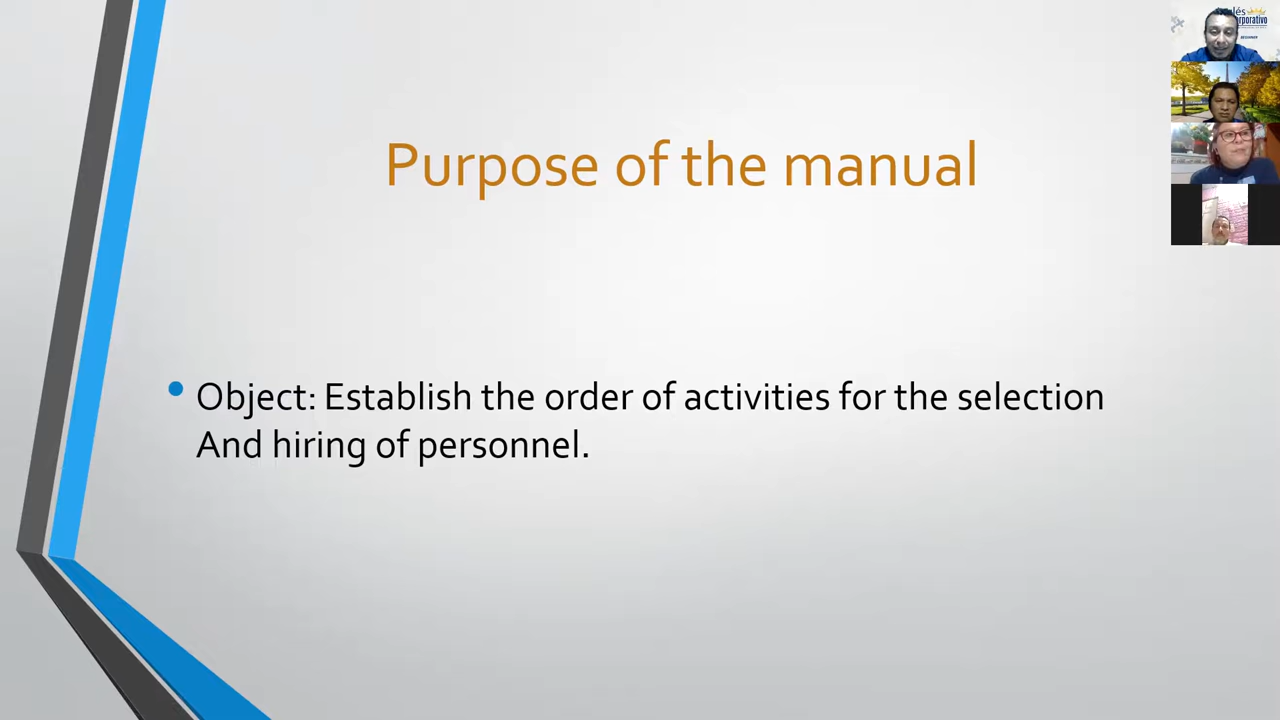 Purpose of the manual
Object: Establish the order of activities for the selection
And hiring of personnel.